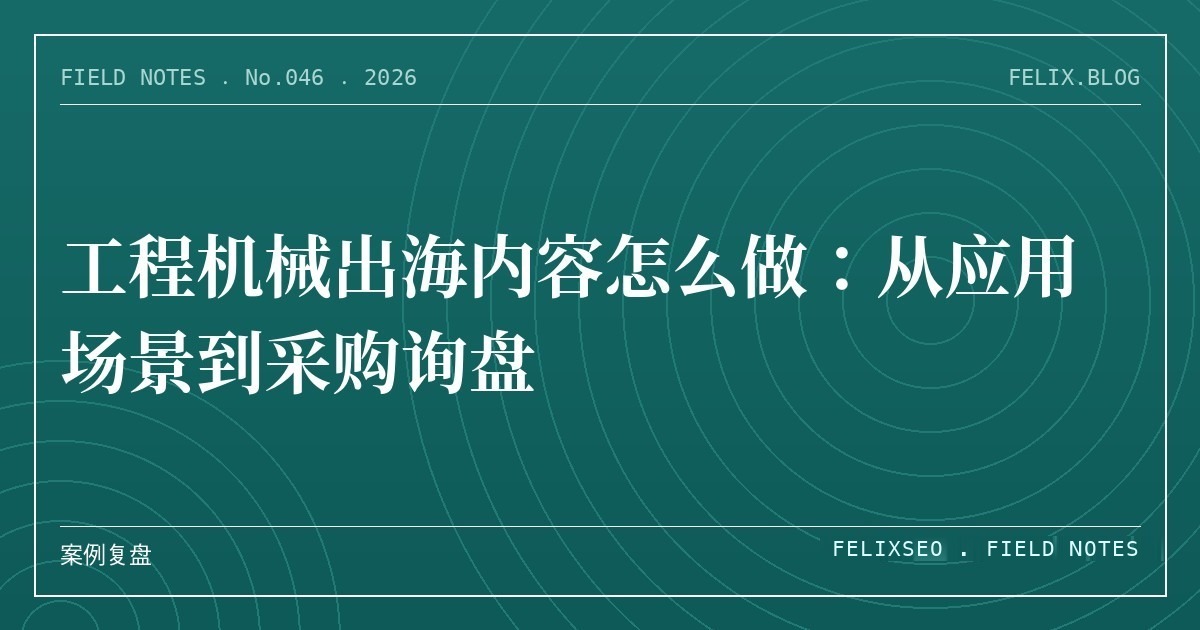 FIELD NOTES . No.046 . 2026
FELIX.BLOG
工程机械出海内容怎么做：从应用
场景到采购询盘
案例复盘
FELIXSEO . FIELD NOTES